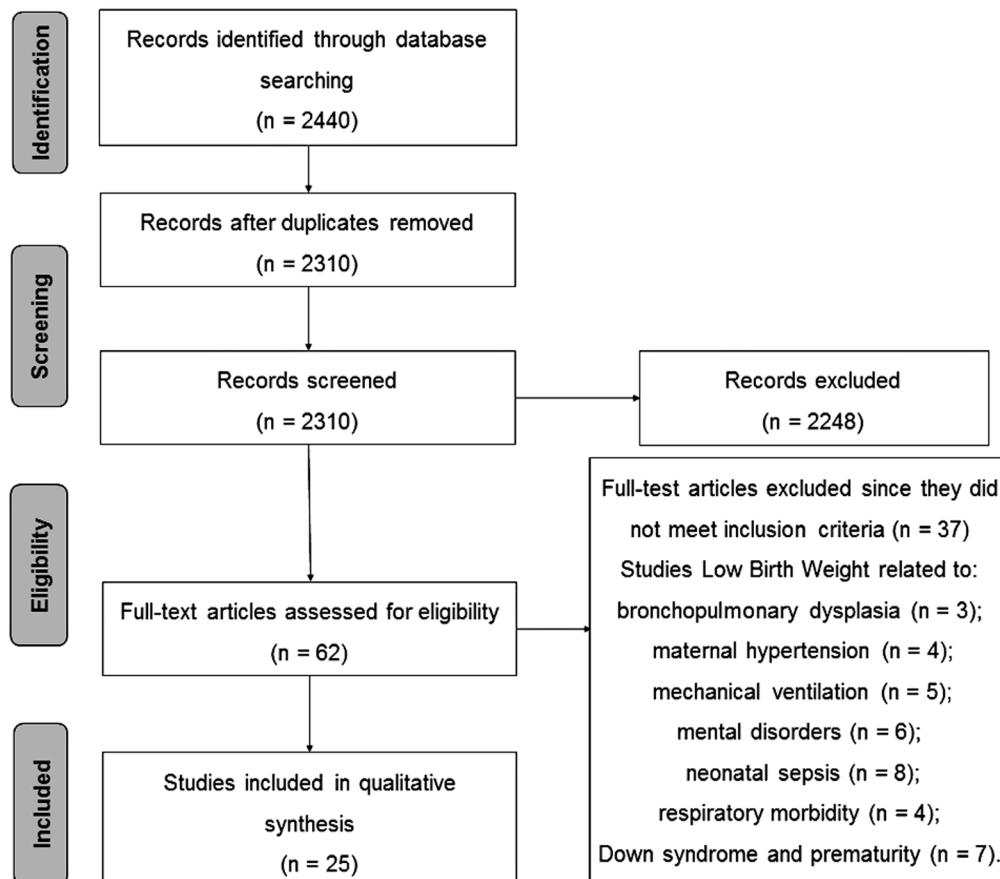 Identification
Records identified through database
searching
(n = 2440)
Records after duplicates removed
(n = 2310)
Screening
Records screened
(n = 2310)
Records excluded
(n = 2248)
Eligibility
Full-text articles assessed for eligibility
(n = 62)
Full-test articles excluded since they did
not meet inclusion criteria (n = 37)
Studies Low Birth Weight related to:
bronchopulmonary dysplasia (n = 3);
maternal hypertension (n = 4);
mechanical ventilation (n = 5);
mental disorders (n = 6);
neonatal sepsis (n = 8);
respiratory morbidity (n = 4);
Down syndrome and prematurity (n = 7).
Included
Studies included in qualitative
synthesis
(n = 25)